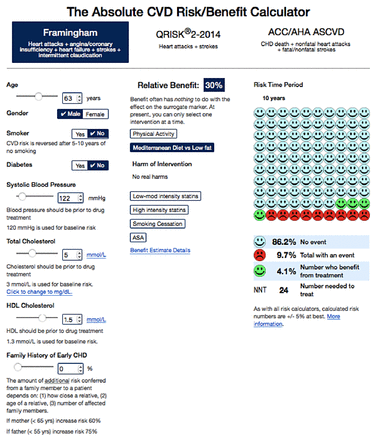 The Absolute CVD Risk/Benefit Calculator
Framingham
Heart attacks + angina/coronary
insufficiency + heart failure + strokes +
intermittent claudication
QRISK®2-2014
Heart attacks + strokes
ACC/AHA ASCVD
CHD death + nonfatal heart attacks
+ fatal/nonfatal strokes
Age
63 years
Gender
✓ Male Female
Smoker
Yes ✓ No
CVD risk is reversed after 5-10 years of
no smoking
Diabetes
Yes ✓ No
Systolic Blood Pressure
122 mmHg
Blood pressure should be prior to drug
treatment
120 mmHg is used for baseline risk.
Total Cholesterol
5 mmol/L
Cholesterol should be prior to drug
treatment
3 mmol/L is used for baseline risk.
Click to change to mg/dL.
HDL Cholesterol
1.5 mmol/L
HDL should be prior to drug treatment
1.3 mmol/L is used for baseline risk.
Family History of Early CHD
0 %
The amount of additional risk conferred
from a family member to a patient
depends on: (1) how close a relative, (2)
age of a relative, (3) number of affected
family members.
If mother (< 65 yrs) increase risk 60%
If father (< 55 yrs) increase risk 75%
Relative Benefit: 30%
Benefit often has nothing to do with the
effect on the surrogate marker. At
present, you can only select one
intervention at a time.
Physical Activity
Mediterranean Diet vs Low fat
Harm of Intervention
No real harms
Low-mod intensity statins
High intensity statins
Smoking Cessation
ASA
Benefit Estimate Details
Risk Time Period
10 years
86.2% No event
9.7% Total with an event
4.1% Number who benefit
from treatment
NNT 24 Number needed to
treat
As with all risk calculators, calculated risk
numbers are +/- 5% at best. More
information.